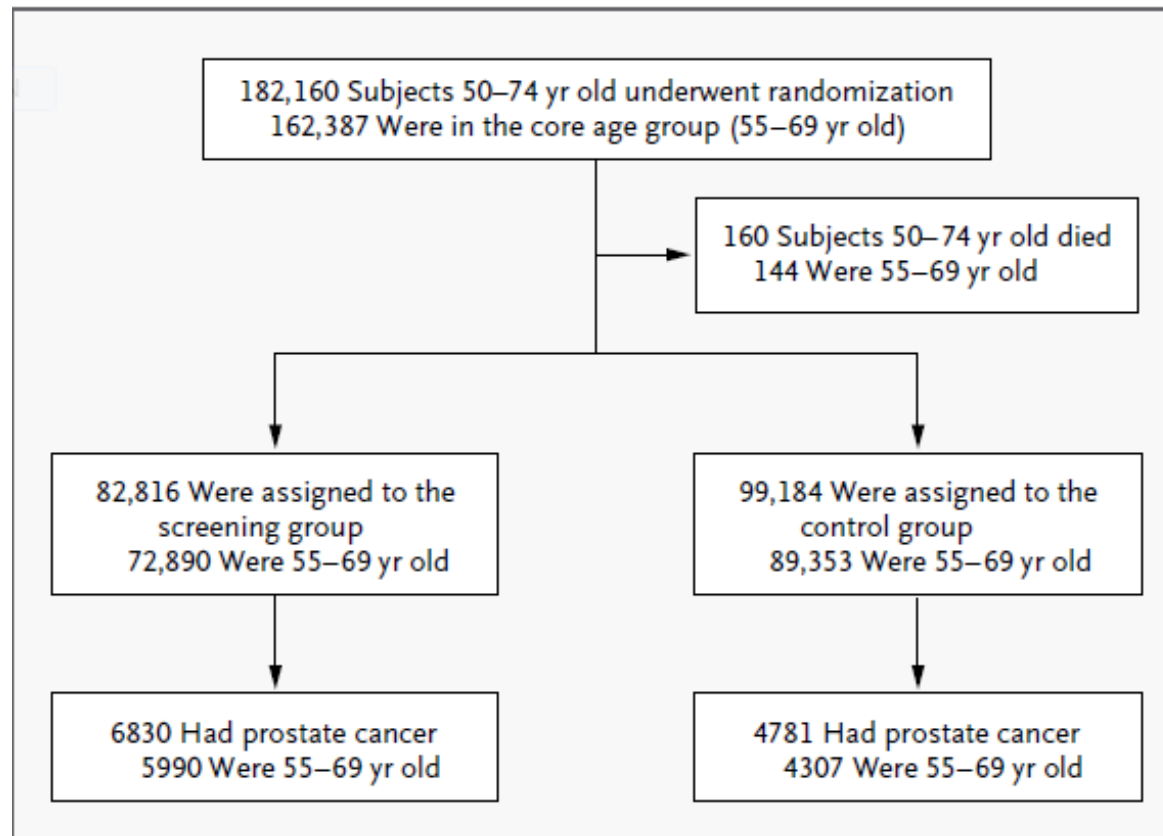 182,160 Subjects 50–74 yr old underwent randomization
162,387 Were in the core age group (55–69 yr old)
160 Subjects 50–74 yr old died
144 Were 55–69 yr old
82,816 Were assigned to the
screening group
72,890 Were 55–69 yr old
99,184 Were assigned to the
control group
89,353 Were 55–69 yr old
6830 Had prostate cancer
5990 Were 55–69 yr old
4781 Had prostate cancer
4307 Were 55–69 yr old